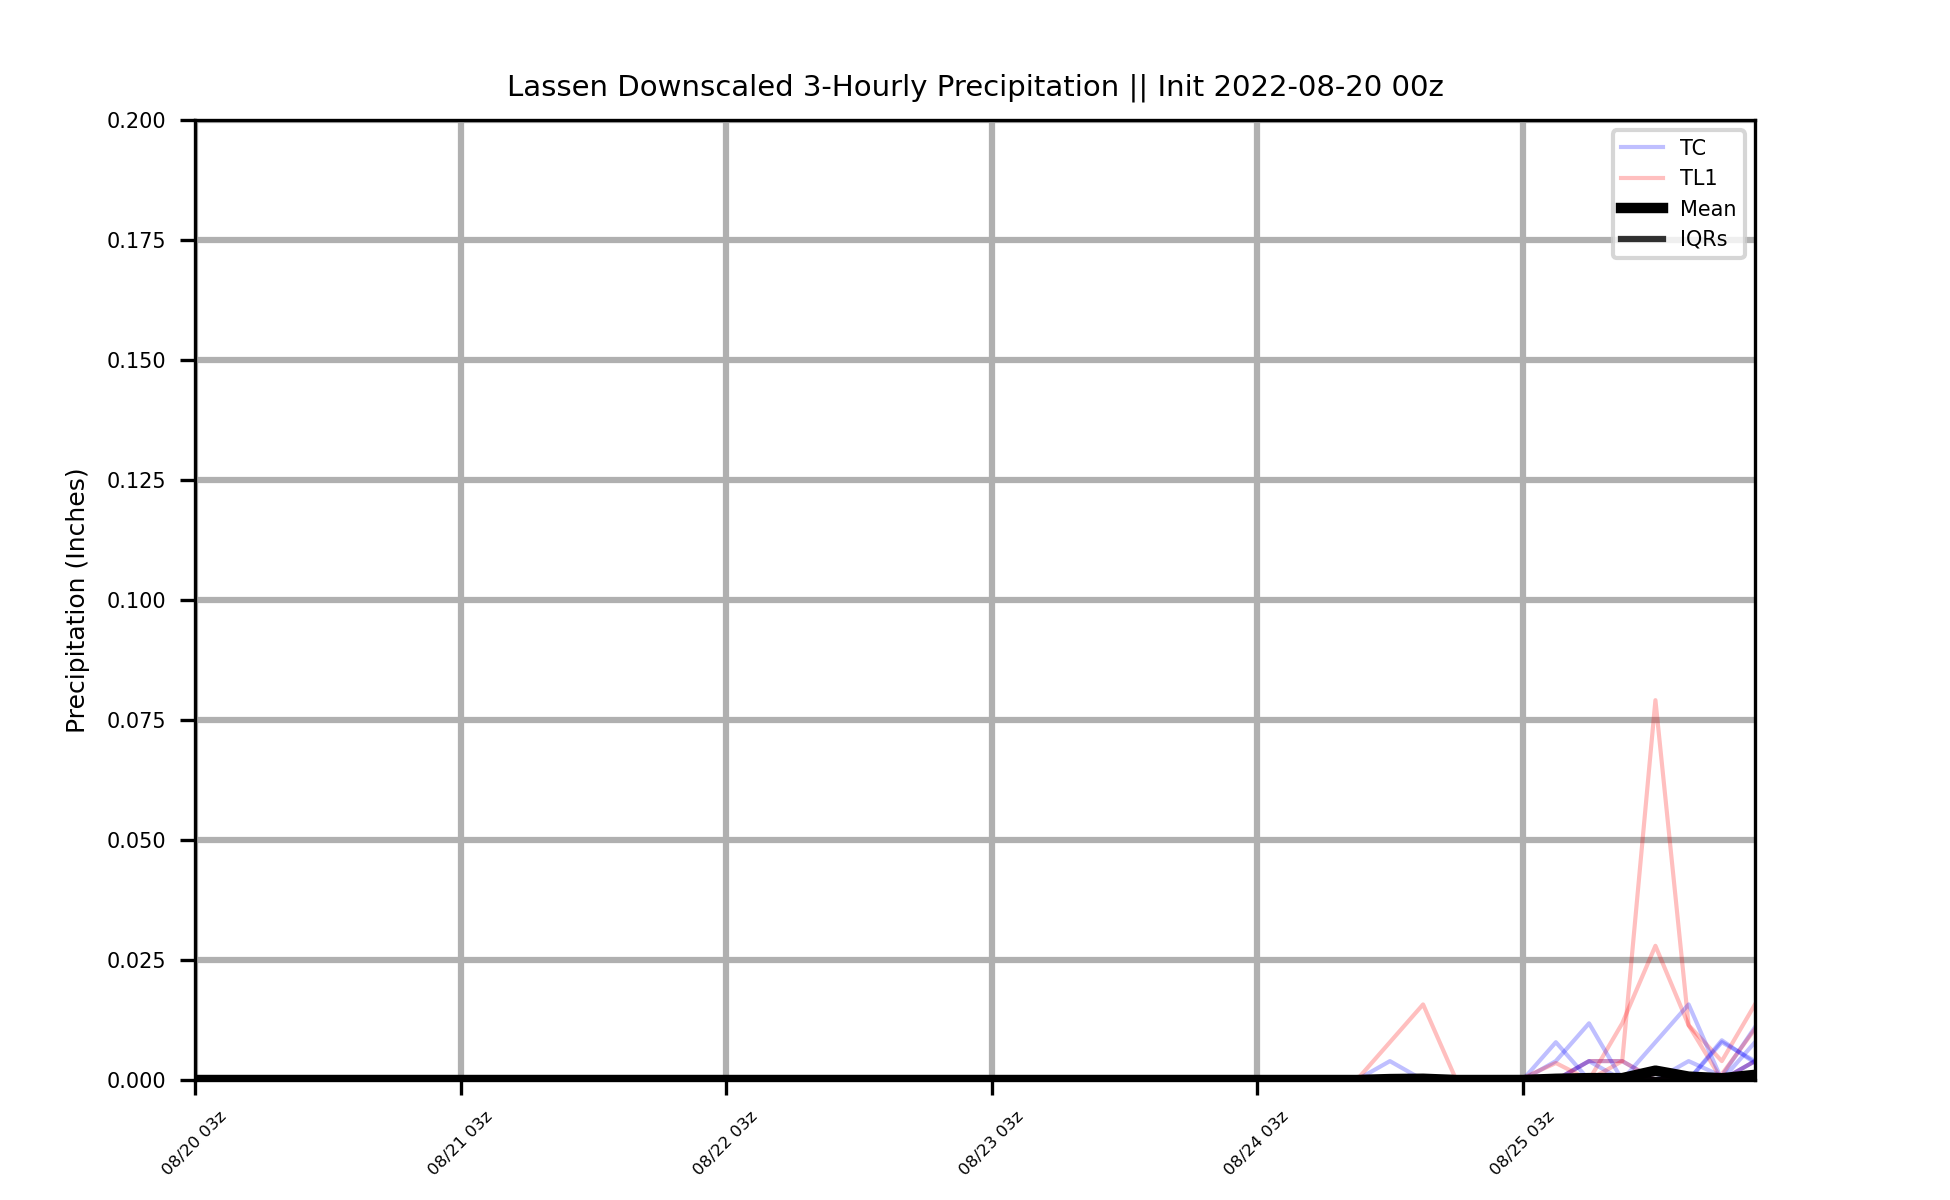 Lassen Downscaled 3-Hourly Precipitation || Init 2022-08-20 00z
TC
TL1
Mean
IQRs
Precipitation (Inches)
0.200
0.175
0.150
0.125
0.100
0.075
0.050
0.025
0.000
08/20 03z
08/21 03z
08/22 03z
08/23 03z
08/24 03z
08/25 03z